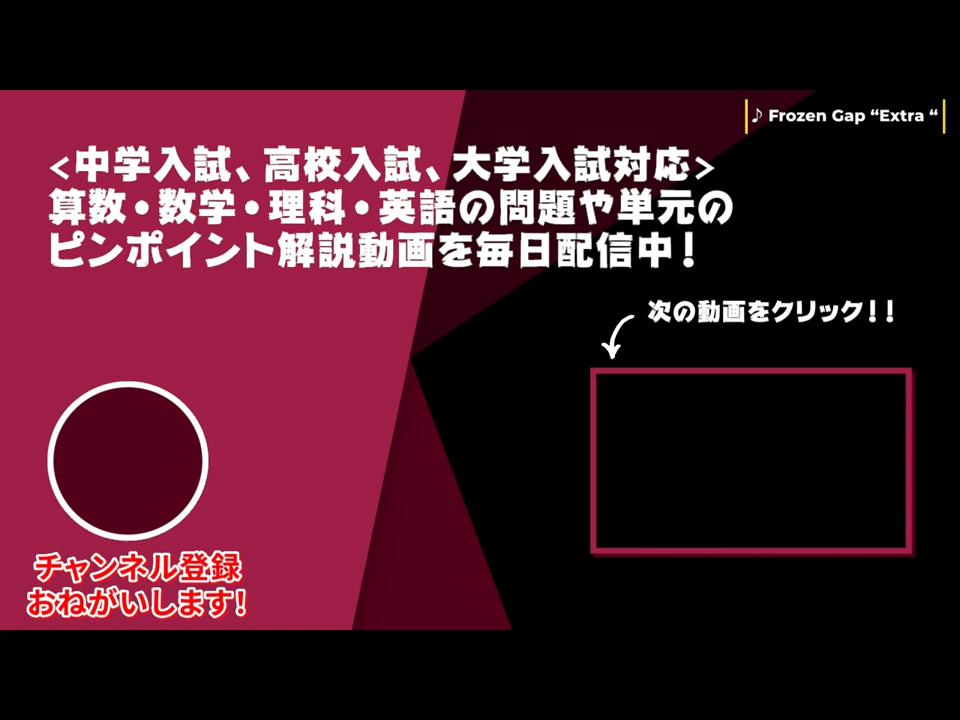 ♪ Frozen Gap “Extra “
<中学入試、高校入試、大学入試対応>
算数・数学・理科・英語の問題や単元の
ピンポイント解説動画を毎日配信中!
次の動画をクリック!!
チャンネル登録
おねがいします!